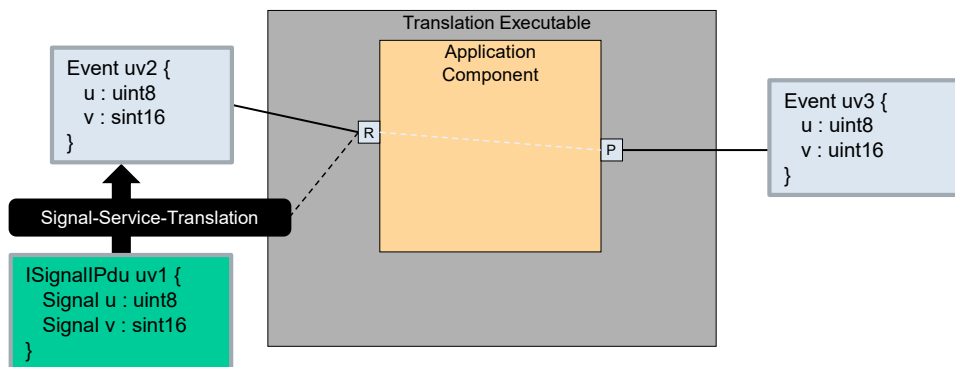 Translation Executable
Application
Component
Event uv2 {
u : uint8
v : sint16
}
R
P
Event uv3 {
u : uint8
v : uint16
}
Signal-Service-Translation
ISignalIPdu uv1 {
Signal u : uint8
Signal v : sint16
}